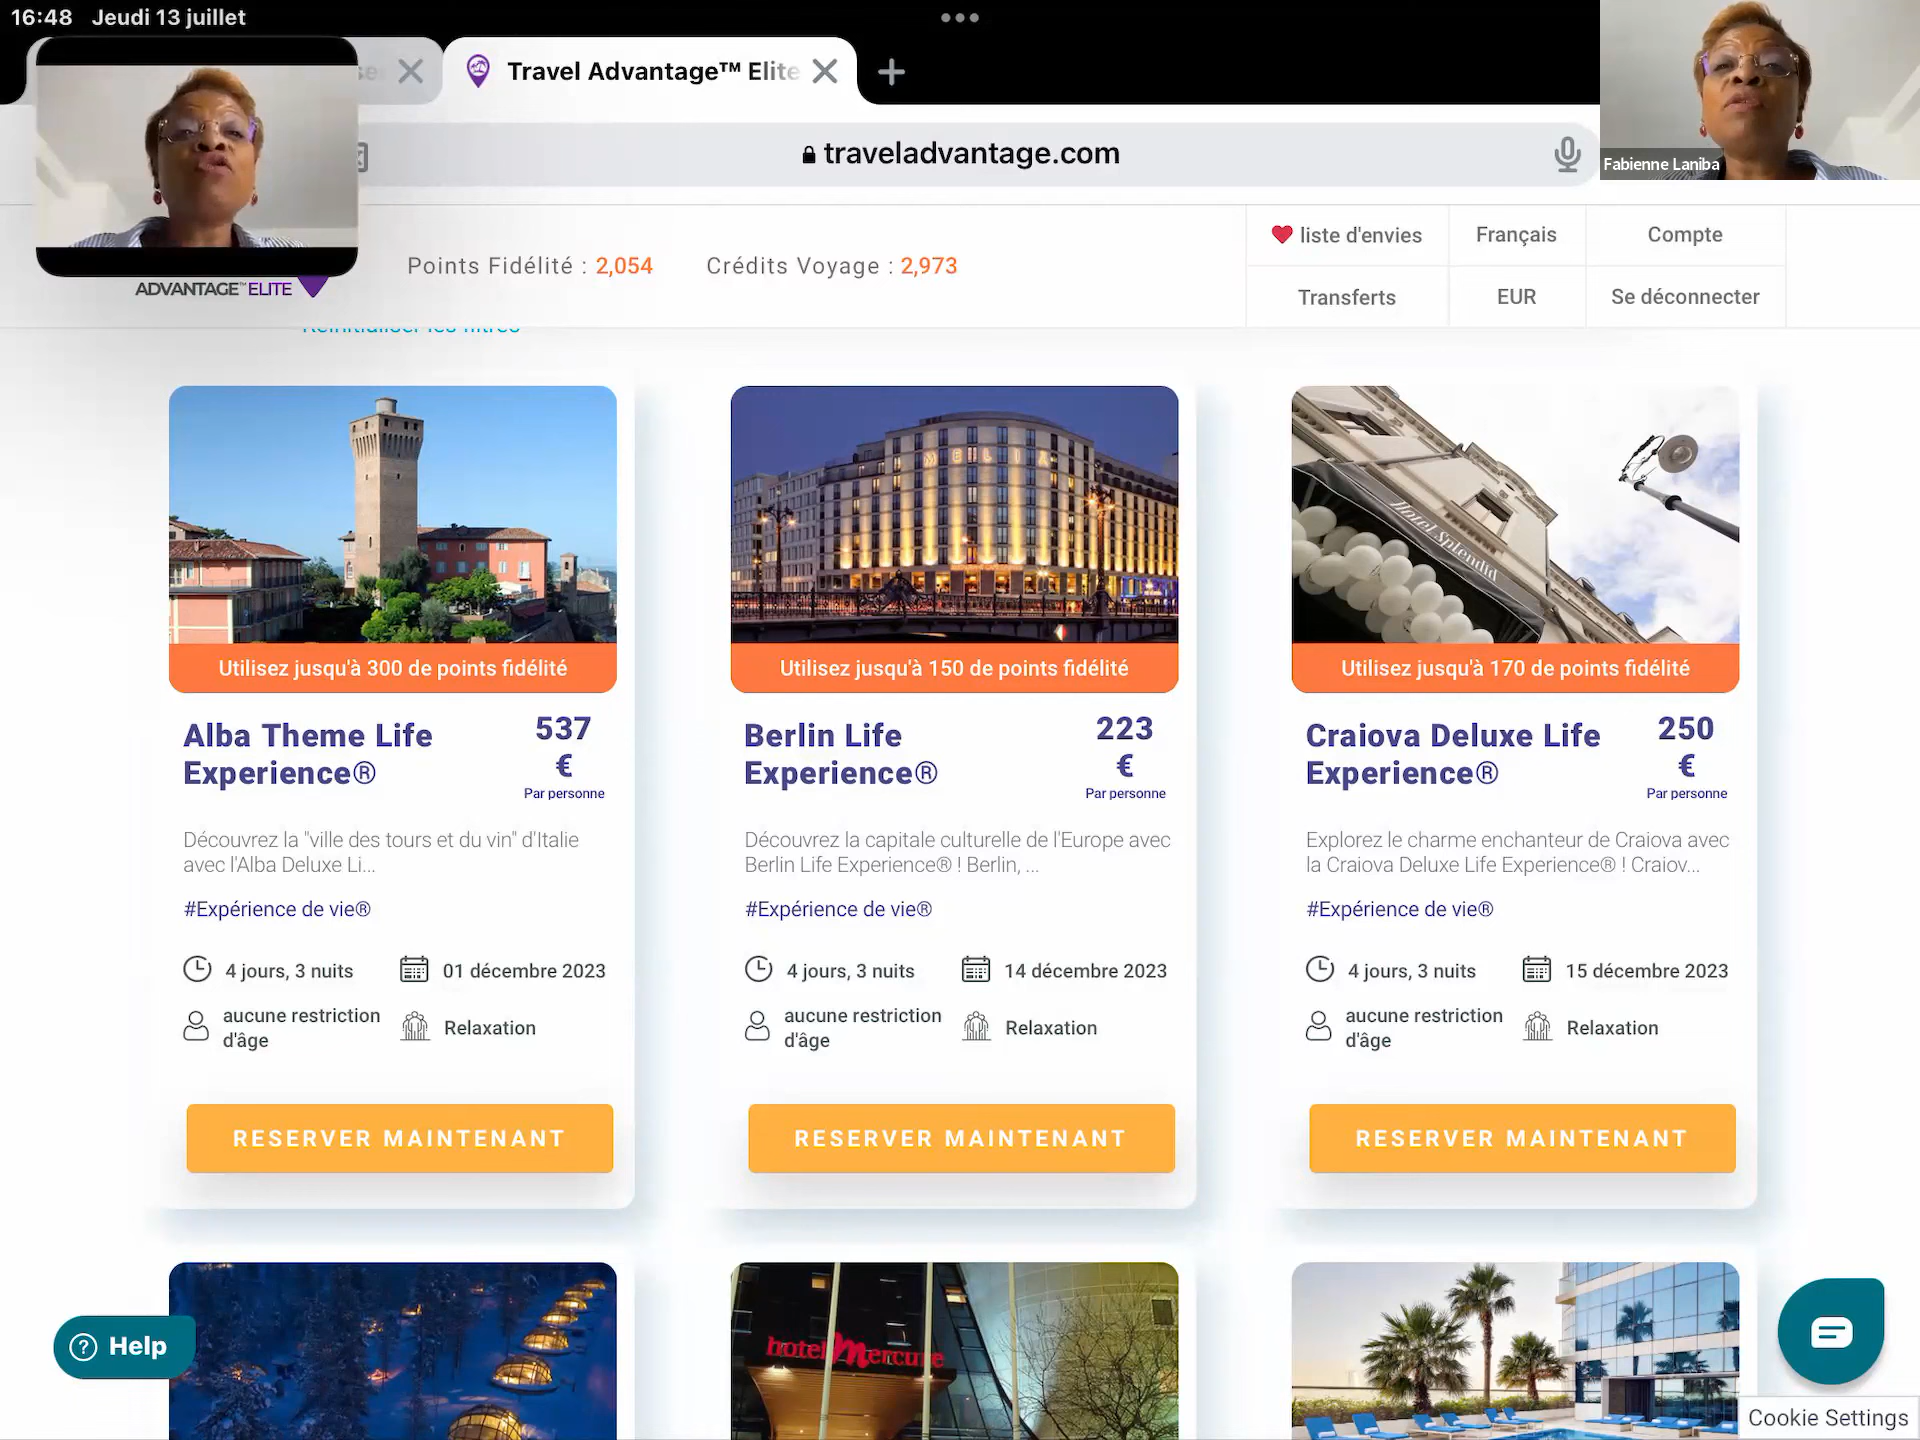 16:48 Jeudi 13 juillet
Travel Advantage™ Elite
traveladvantage.com
Fabienne Laniba
ADVANTAGE™ ELITE
Points Fidélité : 2,054 Crédits Voyage : 2,973
liste d'envies Français Compte
Transferts EUR Se déconnecter
Réinitialiser les filtres
MELIA
Hotel Splendid
Utilisez jusqu'à 300 de points fidélité
Utilisez jusqu'à 150 de points fidélité
Utilisez jusqu'à 170 de points fidélité
Alba Theme Life
Experience®
537
€
Par personne
Découvrez la "ville des tours et du vin" d'Italie
avec l'Alba Deluxe Li...
#Expérience de vie®
4 jours, 3 nuits 01 décembre 2023
aucune restriction
d'âge
Relaxation
RESERVER MAINTENANT
Berlin Life
Experience®
223
€
Par personne
Découvrez la capitale culturelle de l'Europe avec
Berlin Life Experience® ! Berlin, ...
#Expérience de vie®
4 jours, 3 nuits 14 décembre 2023
aucune restriction
d'âge
Relaxation
RESERVER MAINTENANT
Craiova Deluxe Life
Experience®
250
€
Par personne
Explorez le charme enchanteur de Craiova avec
la Craiova Deluxe Life Experience® ! Craiov...
#Expérience de vie®
4 jours, 3 nuits 15 décembre 2023
aucune restriction
d'âge
Relaxation
RESERVER MAINTENANT
hotel Mercure
Help
Cookie Settings